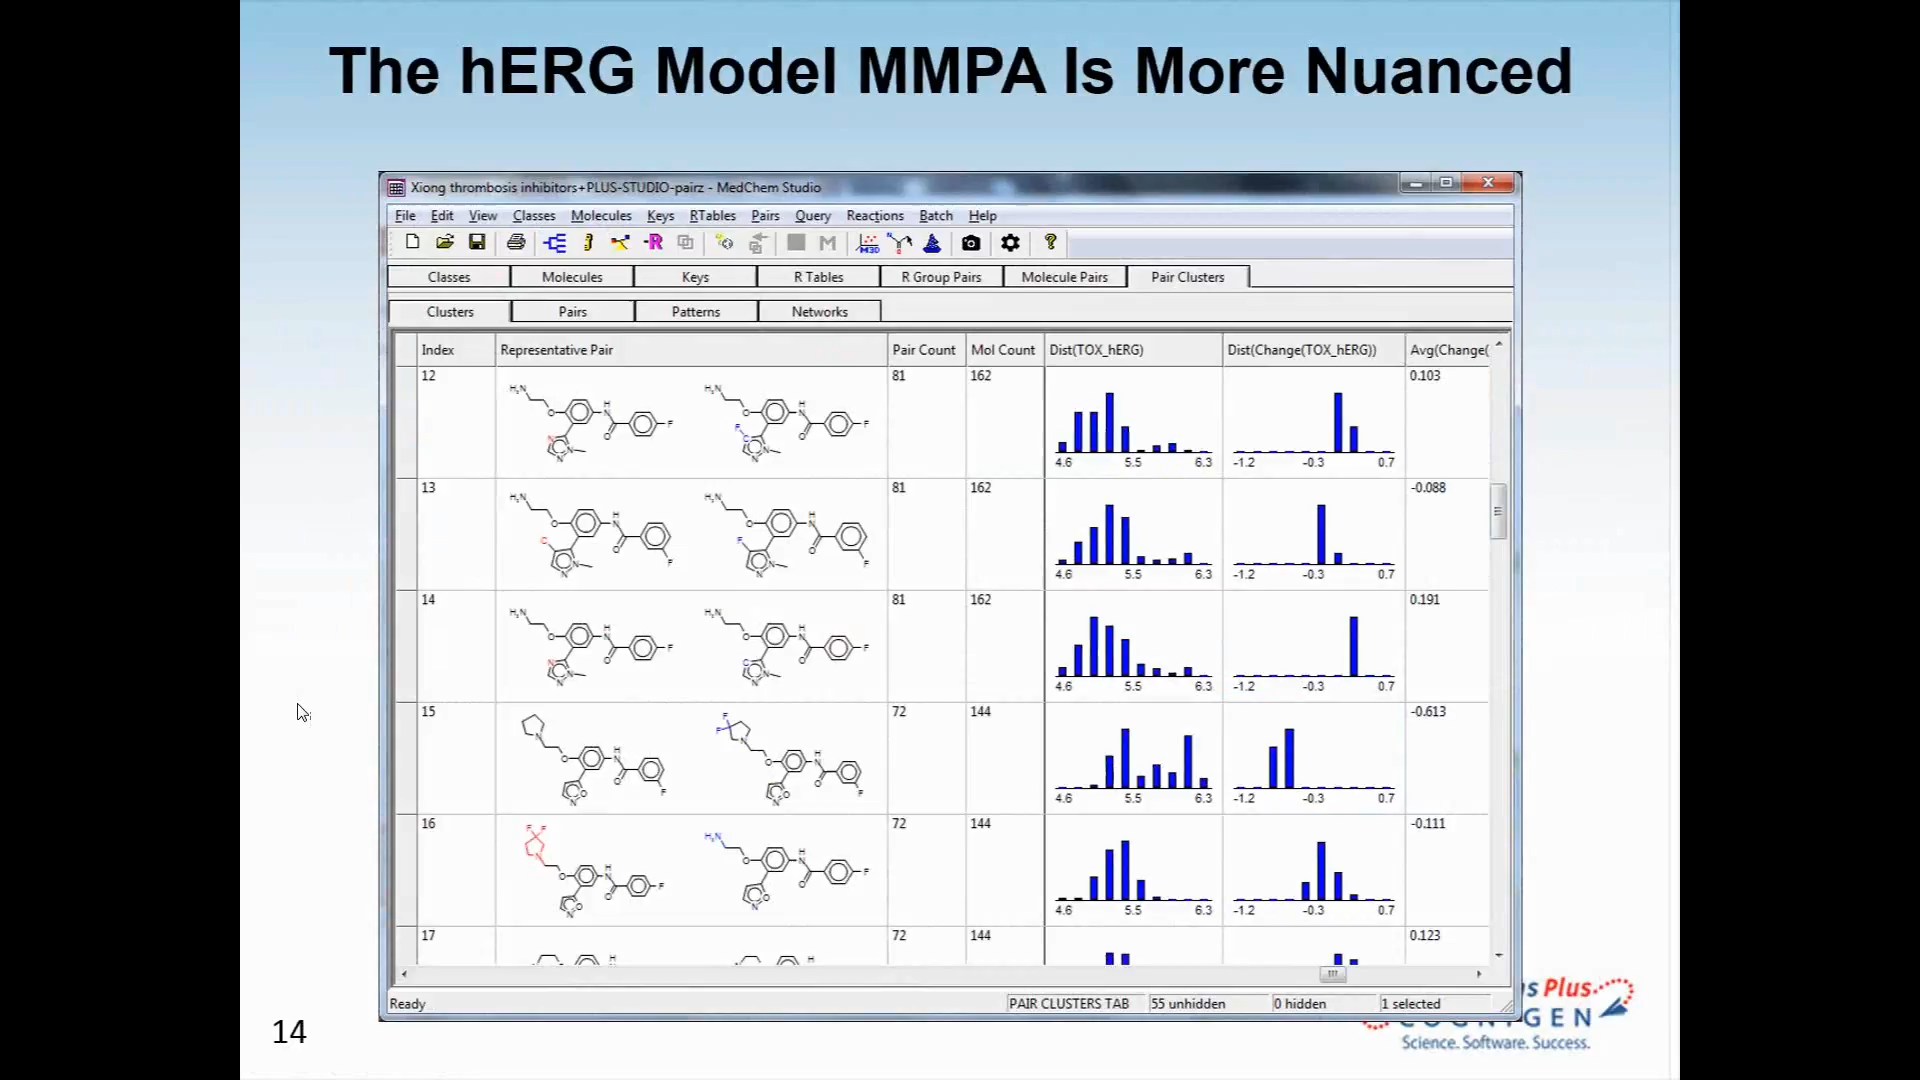 The hERG Model MMPA Is More Nuanced
Xiong thrombosis inhibitors+PLUS-STUDIO-pairz - MedChem Studio
File Edit View Classes Molecules Keys RTables Pairs Query Reactions Batch Help
Classes Molecules Keys R Tables R Group Pairs Molecule Pairs Pair Clusters
Clusters Pairs Patterns Networks
Index Representative Pair Pair Count Mol Count Dist(TOX_hERG) Dist(Change(TOX_hERG)) Avg(Change(
12 81 162 0.103
4.6 5.5 6.3 -1.2 -0.3 0.7
13 81 162 -0.088
4.6 5.5 6.3 -1.2 -0.3 0.7
14 81 162 0.191
4.6 5.5 6.3 -1.2 -0.3 0.7
15 72 144 -0.613
4.6 5.5 6.3 -1.2 -0.3 0.7
16 72 144 -0.111
4.6 5.5 6.3 -1.2 -0.3 0.7
17 72 144 0.123
Ready PAIR CLUSTERS TAB 55 unhidden 0 hidden 1 selected
s Plus
COGNIGEN
Science. Software. Success.
14